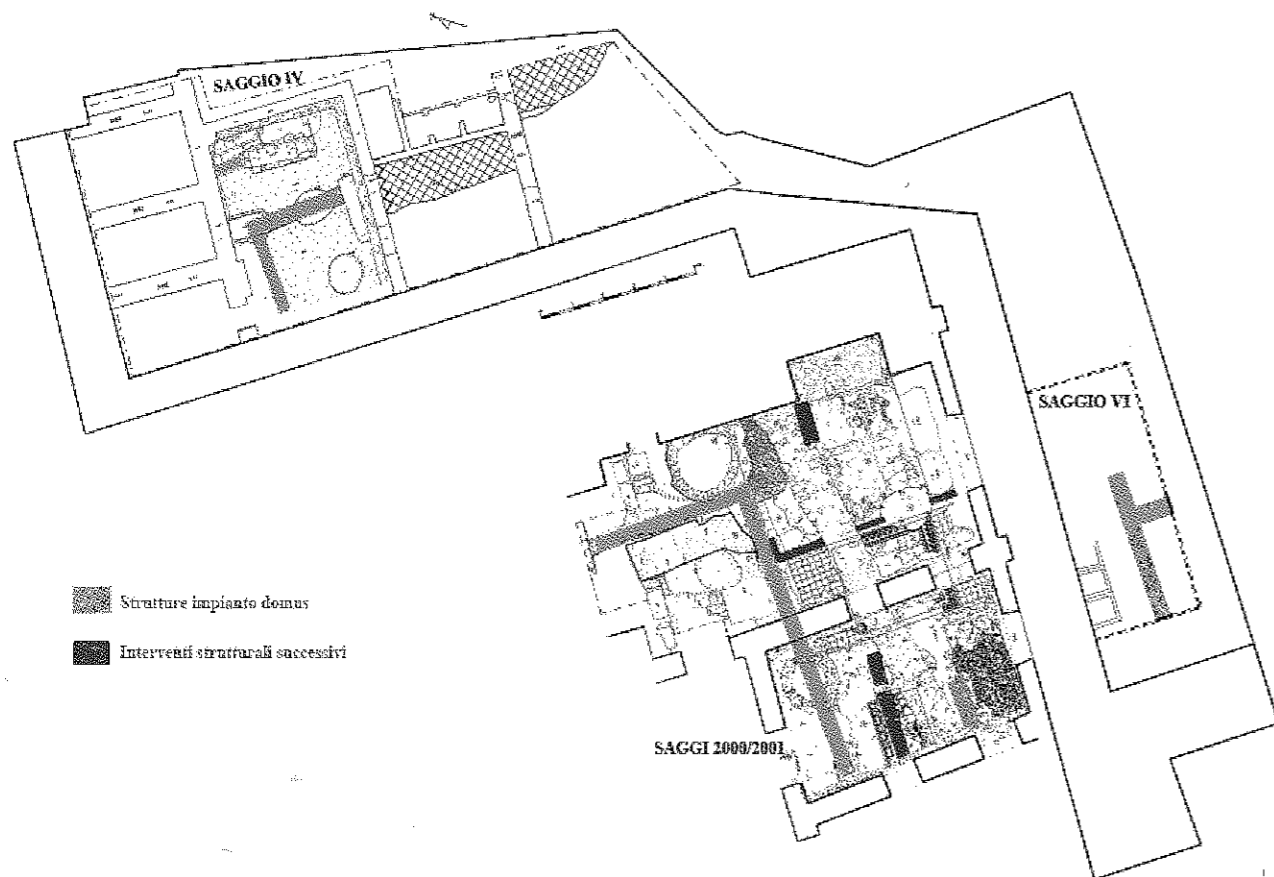 SAGGIO IV
SAGGIO VI
Strutture impianto domus
Interventi strutturali successivi
SAGGI 2000/2001